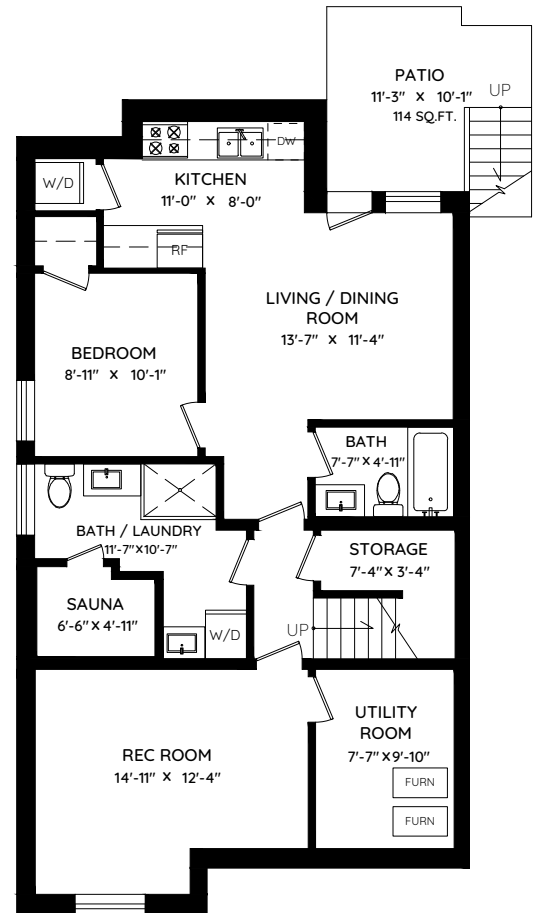 PATIO
11'-3" X 10'-1"
114 SQ.FT.
UP
DW
W/D
KITCHEN
11'-0" X 8'-0"
RF
LIVING / DINING
ROOM
13'-7" X 11'-4"
BEDROOM
8'-11" X 10'-1"
BATH
7'-7" X 4'-11"
BATH / LAUNDRY
11'-7"X10'-7"
STORAGE
7'-4" X 3'-4"
SAUNA
6'-6" X 4'-11"
UP
W/D
REC ROOM
14'-11" X 12'-4"
UTILITY
ROOM
7'-7" X 9'-10"
FURN
FURN